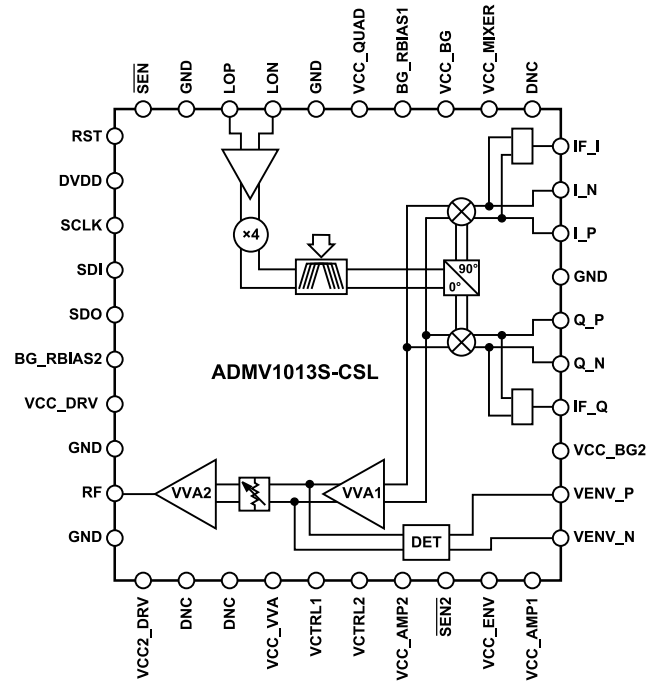 SEN
GND
LOP
LON
GND
VCC_QUAD
BG_RBIAS1
VCC_BG
VCC_MIXER
DNC
RST
DVDD
SCLK
SDI
SDO
BG_RBIAS2
VCC_DRV
GND
RF
GND
×4
90°
0°
ADMV1013S-CSL
VVA2
VVA1
DET
IF_I
I_N
I_P
GND
Q_P
Q_N
IF_Q
VCC_BG2
VENV_P
VENV_N
VCC2_DRV
DNC
DNC
VCC_VVA
VCTRL1
VCTRL2
VCC_AMP2
SEN2
VCC_ENV
VCC_AMP1